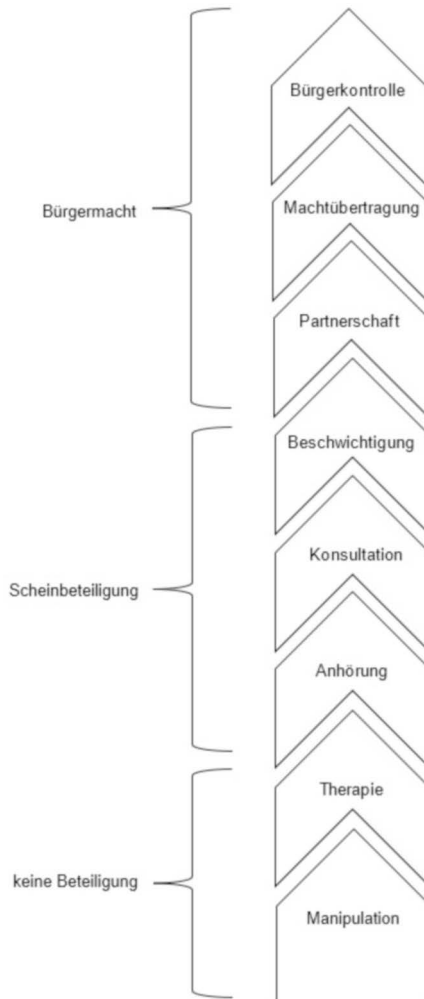 Bürgerkontrolle
Bürgermacht
Machtübertragung
Partnerschaft
Beschwichtigung
Konsultation
Scheinbeteiligung
Anhörung
Therapie
keine Beteiligung
Manipulation